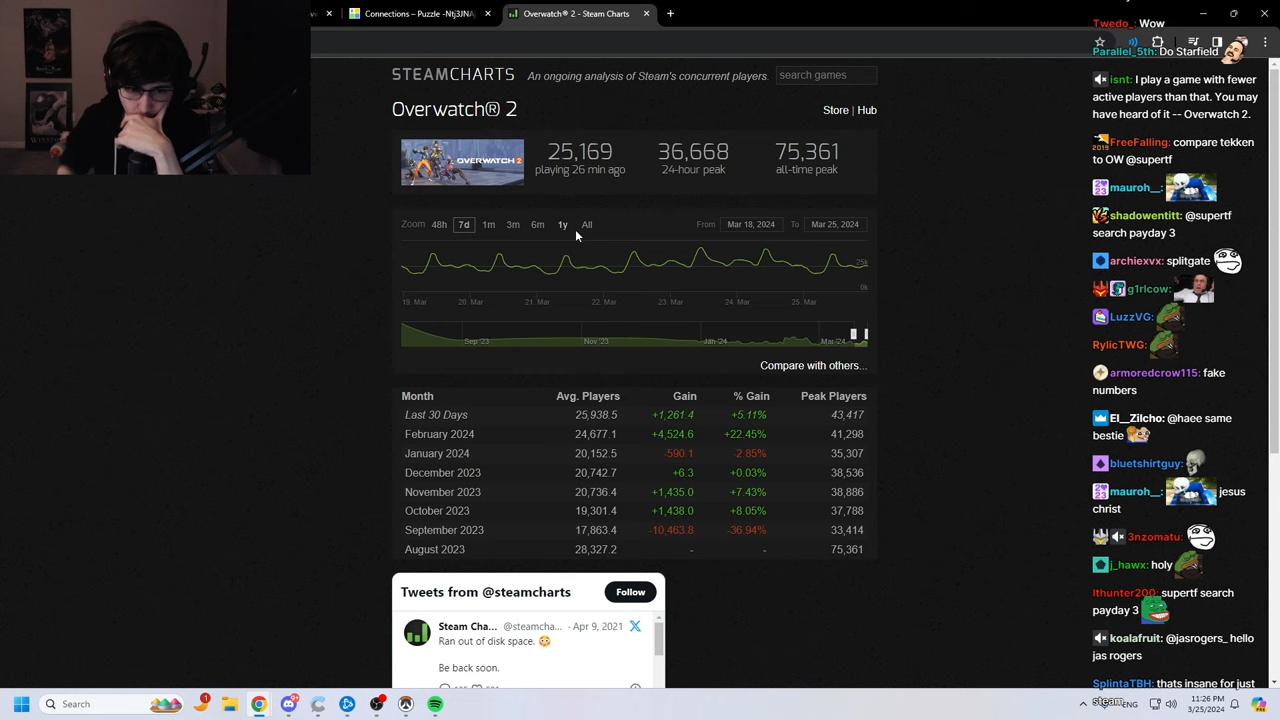 Connections – Puzzle -Ntj3JNA
Overwatch® 2 - Steam Charts
STEAMCHARTS
An ongoing analysis of Steam's concurrent players.
search games
Overwatch® 2
Store | Hub
OVERWATCH 2
25,169
playing 26 min ago
36,668
24-hour peak
75,361
all-time peak
Zoom 48h 7d 1m 3m 6m 1y All
From Mar 18, 2024 To Mar 25, 2024
25k
0k
19. Mar 20. Mar 21. Mar 22. Mar 23. Mar 24. Mar 25. Mar
Sep '23 Nov '23 Jan '24 Mar '24
Compare with others...
Month Avg. Players Gain % Gain Peak Players
Last 30 Days 25,938.5 +1,261.4 +5.11% 43,417
February 2024 24,677.1 +4,524.6 +22.45% 41,298
January 2024 20,152.5 -590.1 -2.85% 35,307
December 2023 20,742.7 +6.3 +0.03% 38,536
November 2023 20,736.4 +1,435.0 +7.43% 38,886
October 2023 19,301.4 +1,438.0 +8.05% 37,788
September 2023 17,863.4 -10,463.8 -36.94% 33,414
August 2023 28,327.2 - - 75,361
Tweets from @steamcharts
Follow
Steam Cha... @steamcha... · Apr 9, 2021
Ran out of disk space.
Be back soon.
Twedo_: Wow
Parallel_5th: Do Starfield
isnt: I play a game with fewer
active players than that. You may
have heard of it -- Overwatch 2.
FreeFalling: compare tekken
to OW @supertf
mauroh__:
shadowentitt: @supertf
search payday 3
archiexvx: splitgate
g1rlcow:
LuzzVG:
RylicTWG:
armoredcrow115: fake
numbers
El__Zilcho: @haee same
bestie
bluetshirtguy:
mauroh__: jesus
christ
3nzomatu:
j_hawx: holy
lthunter200: supertf search
payday 3
koalafruit: @jasrogers_ hello
jas rogers
SplintaTBH: thats insane for just
steam
Search
ENG
11:26 PM
3/25/2024